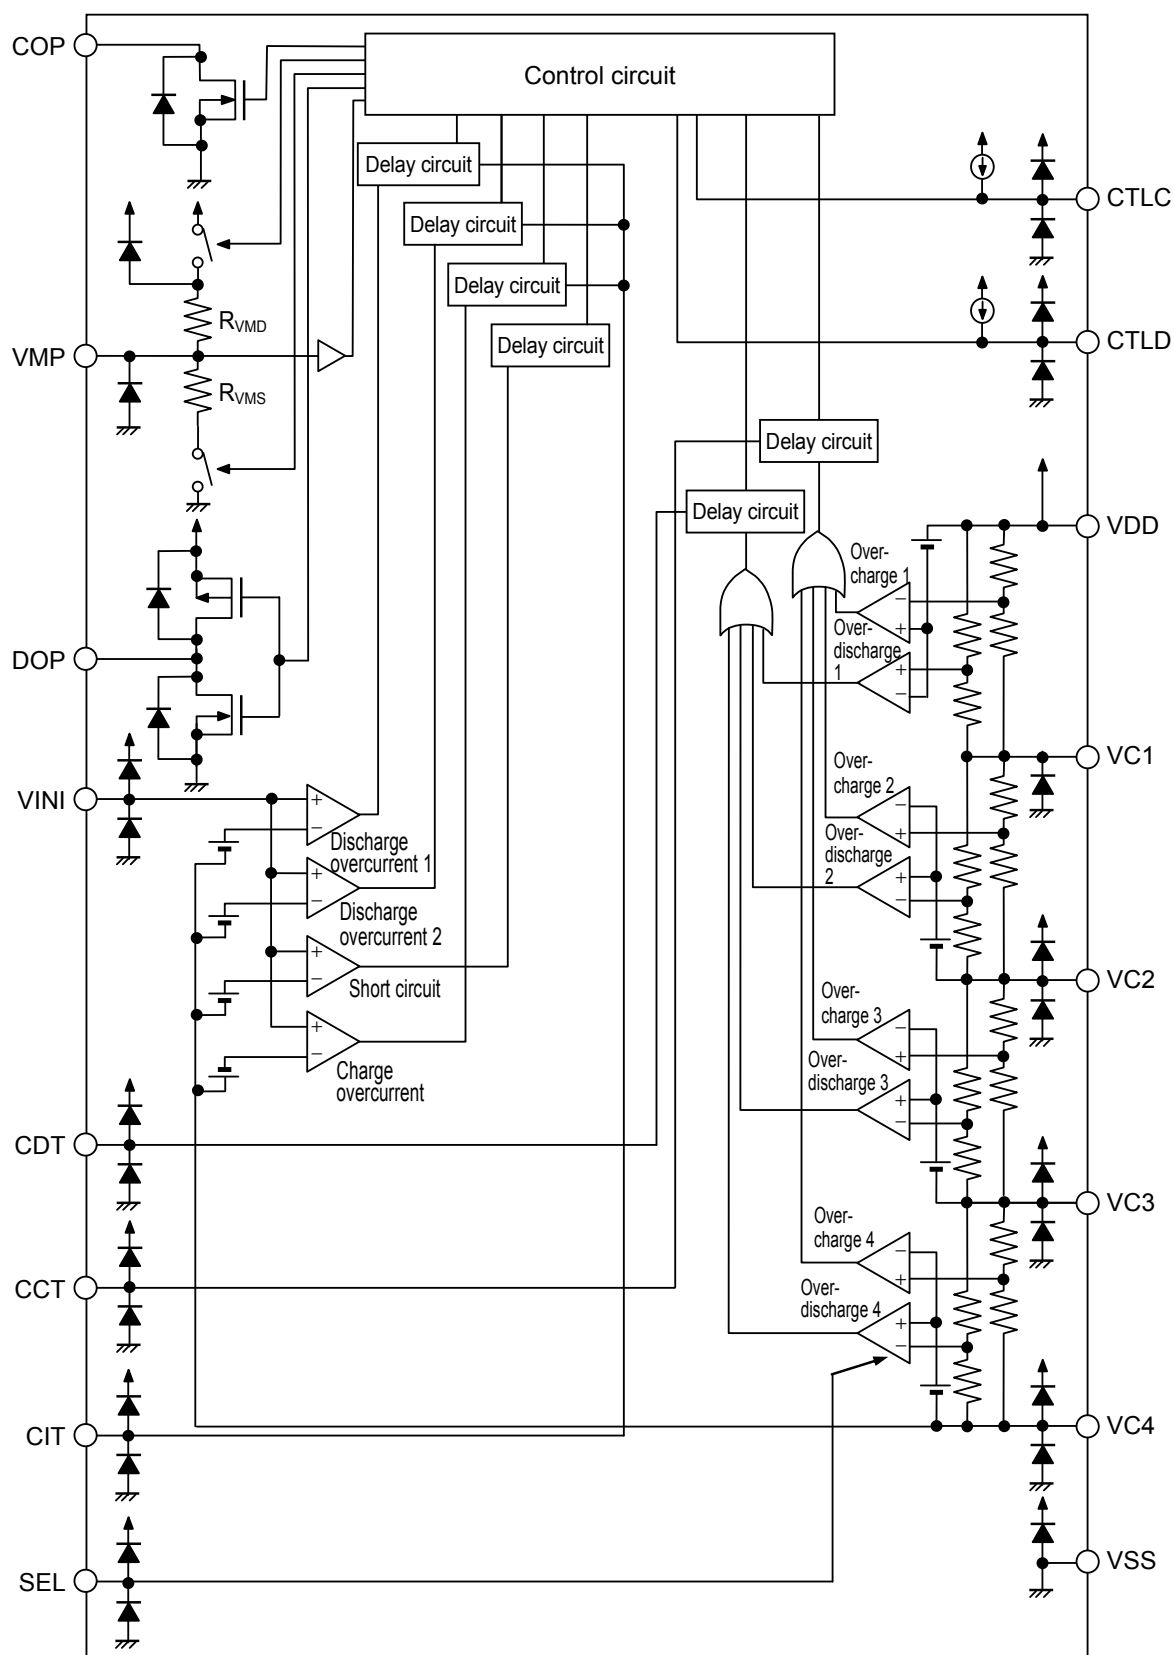 COP
Control circuit
Delay circuit
CTLC
Delay circuit
Delay circuit
RVMD
CTLD
VMP
Delay circuit
RVMS
Delay circuit
Delay circuit
VDD
Over-
charge 1
−
+
Over-
discharge
1
+
−
DOP
VC1
VINI
Over-
charge 2
−
+
+
−
Discharge
overcurrent 1
Over-
discharge
2
+
−
+
−
Discharge
overcurrent 2
+
−
Short circuit
VC2
Over-
charge 3
−
+
+
−
Charge
overcurrent
Over-
discharge 3
+
−
CDT
VC3
Over-
charge 4
−
+
CCT
Over-
discharge 4
+
−
CIT
VC4
SEL
VSS